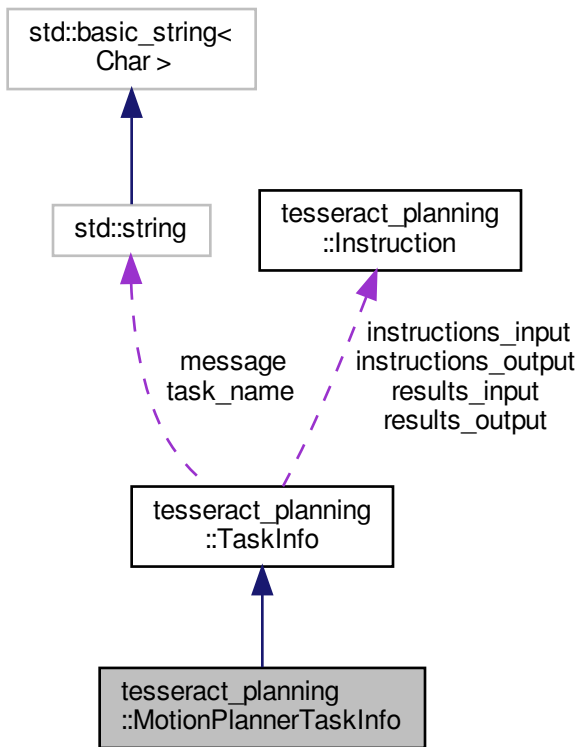 std::basic_string<
Char >
std::string
tesseract_planning
::Instruction
message
task_name
instructions_input
instructions_output
results_input
results_output
tesseract_planning
::TaskInfo
tesseract_planning
::MotionPlannerTaskInfo